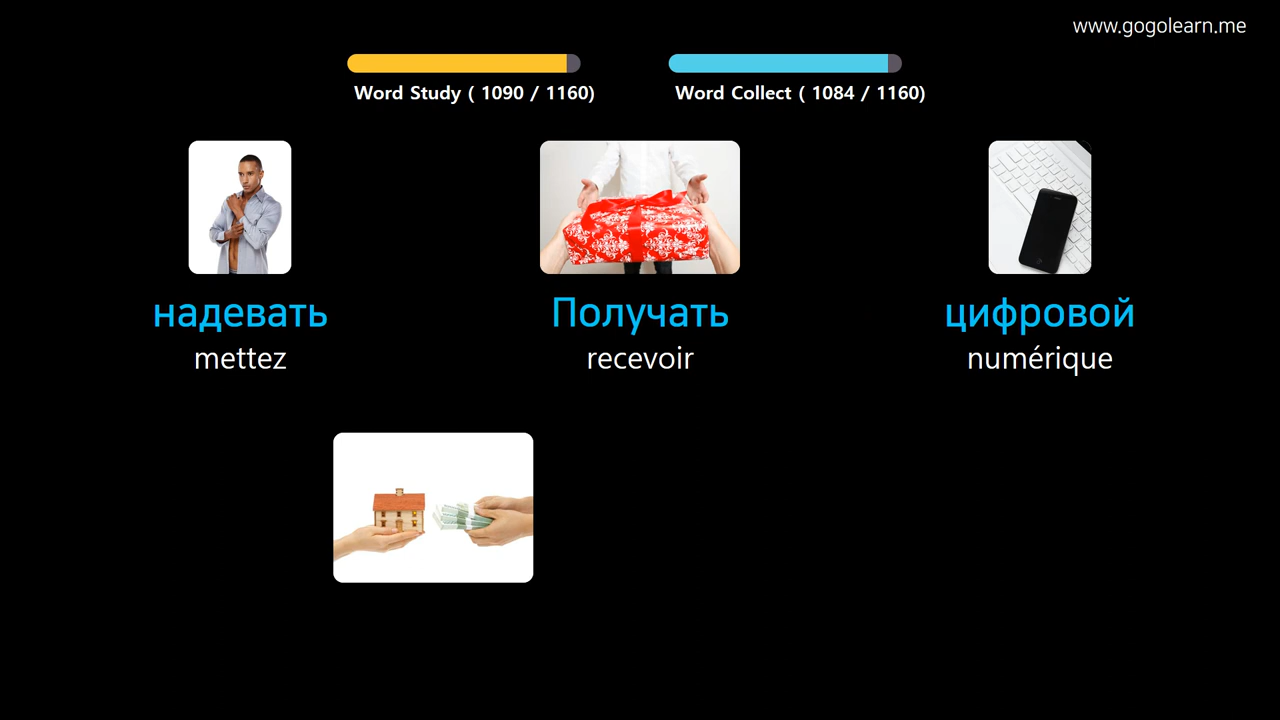 www.gogolearn.me
Word Study ( 1090 / 1160)
Word Collect ( 1084 / 1160)
надевать
Получать
цифровой
mettez
recevoir
numérique